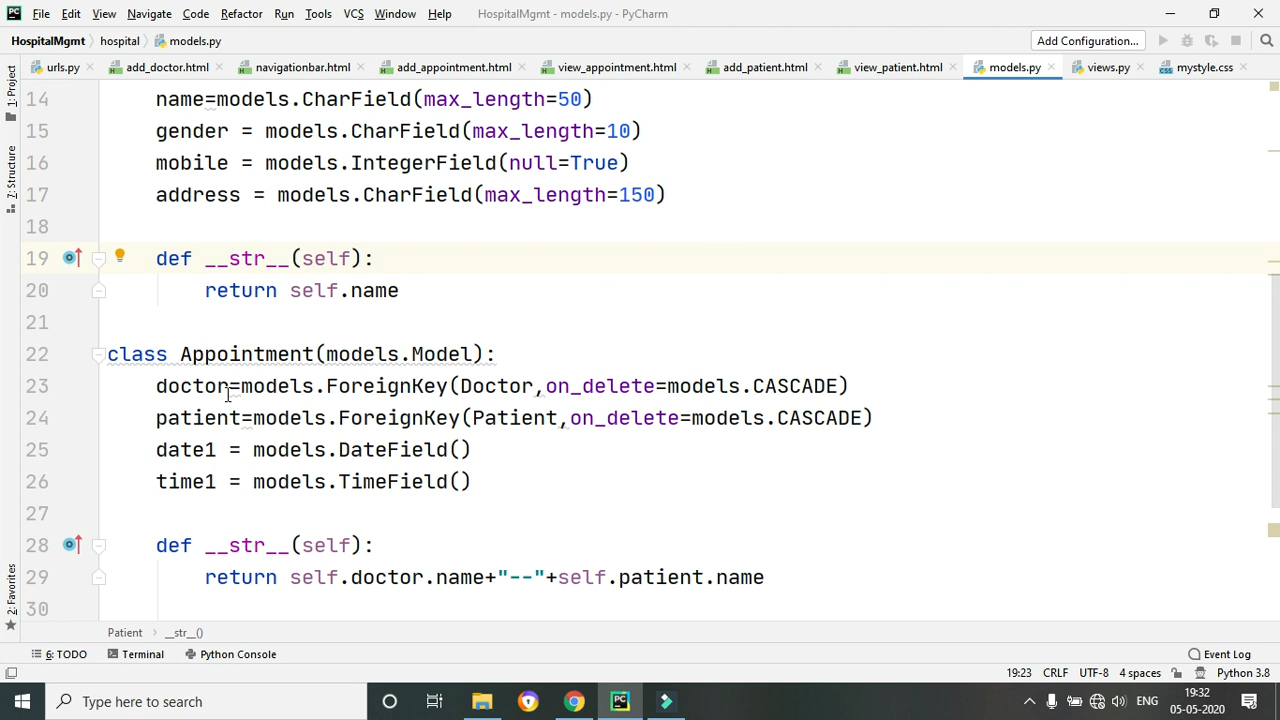 File Edit View Navigate Code Refactor Run Tools VCS Window Help HospitalMgmt - models.py - PyCharm
HospitalMgmt hospital models.py Add Configuration...
urls.py add_doctor.html navigationbar.html add_appointment.html view_appointment.html add_patient.html view_patient.html models.py views.py mystyle.css
1: Project
7: Structure
2: Favorites
14 name=models.CharField(max_length=50)
15 gender = models.CharField(max_length=10)
16 mobile = models.IntegerField(null=True)
17 address = models.CharField(max_length=150)
18
19 def __str__(self):
20 return self.name
21
22 class Appointment(models.Model):
23 doctor=models.ForeignKey(Doctor,on_delete=models.CASCADE)
24 patient=models.ForeignKey(Patient,on_delete=models.CASCADE)
25 date1 = models.DateField()
26 time1 = models.TimeField()
27
28 def __str__(self):
29 return self.doctor.name+"--"+self.patient.name
30
Patient __str__()
6: TODO Terminal Python Console Event Log
19:23 CRLF UTF-8 4 spaces Python 3.8
Type here to search ENG 19:32
05-05-2020